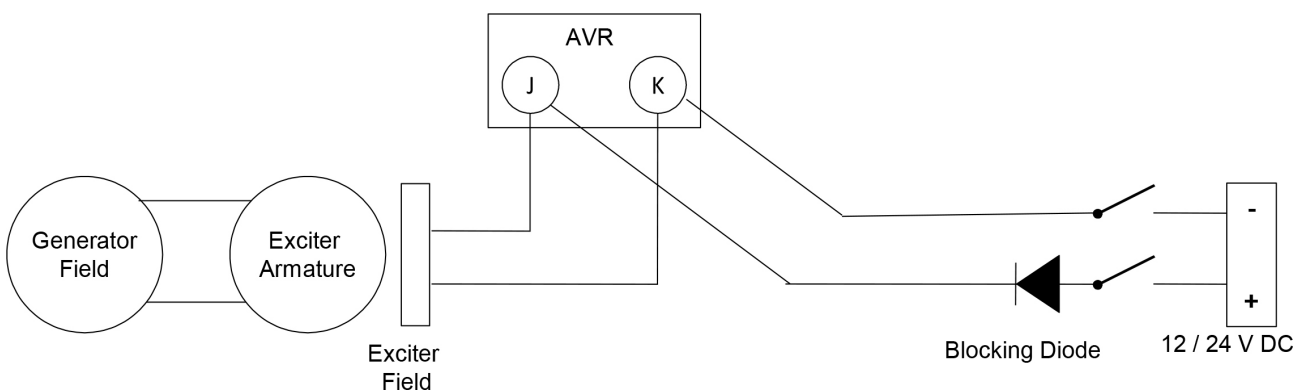 AVR
J
K
Generator
Field
Exciter
Armature
Exciter
Field
-
+
Blocking Diode
12 / 24 V DC